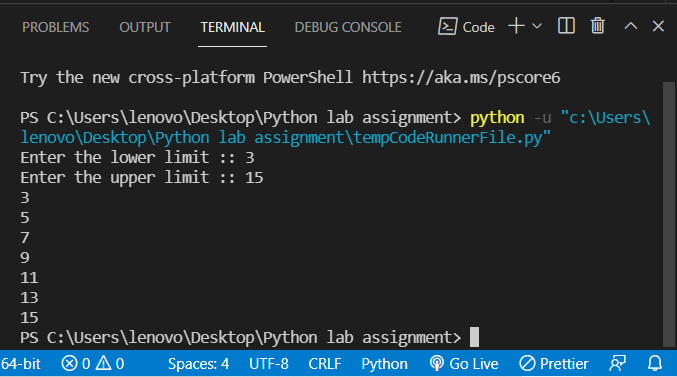 PROBLEMS OUTPUT TERMINAL DEBUG CONSOLE Code
Try the new cross-platform PowerShell https://aka.ms/pscore6
PS C:\Users\lenovo\Desktop\Python lab assignment> python -u "c:\Users\
lenovo\Desktop\Python lab assignment\tempCodeRunnerFile.py"
Enter the lower limit :: 3
Enter the upper limit :: 15
3
5
7
9
11
13
15
PS C:\Users\lenovo\Desktop\Python lab assignment>
64-bit 0 0 Spaces: 4 UTF-8 CRLF Python Go Live Prettier